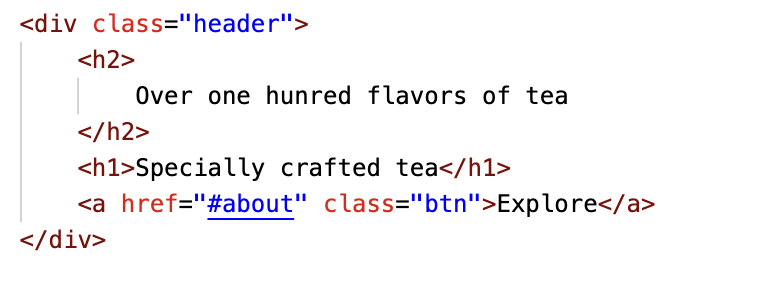 <div class="header">
<h2>
Over one hunred flavors of tea
</h2>
<h1>Specially crafted tea</h1>
<a href="#about" class="btn">Explore</a>
</div>